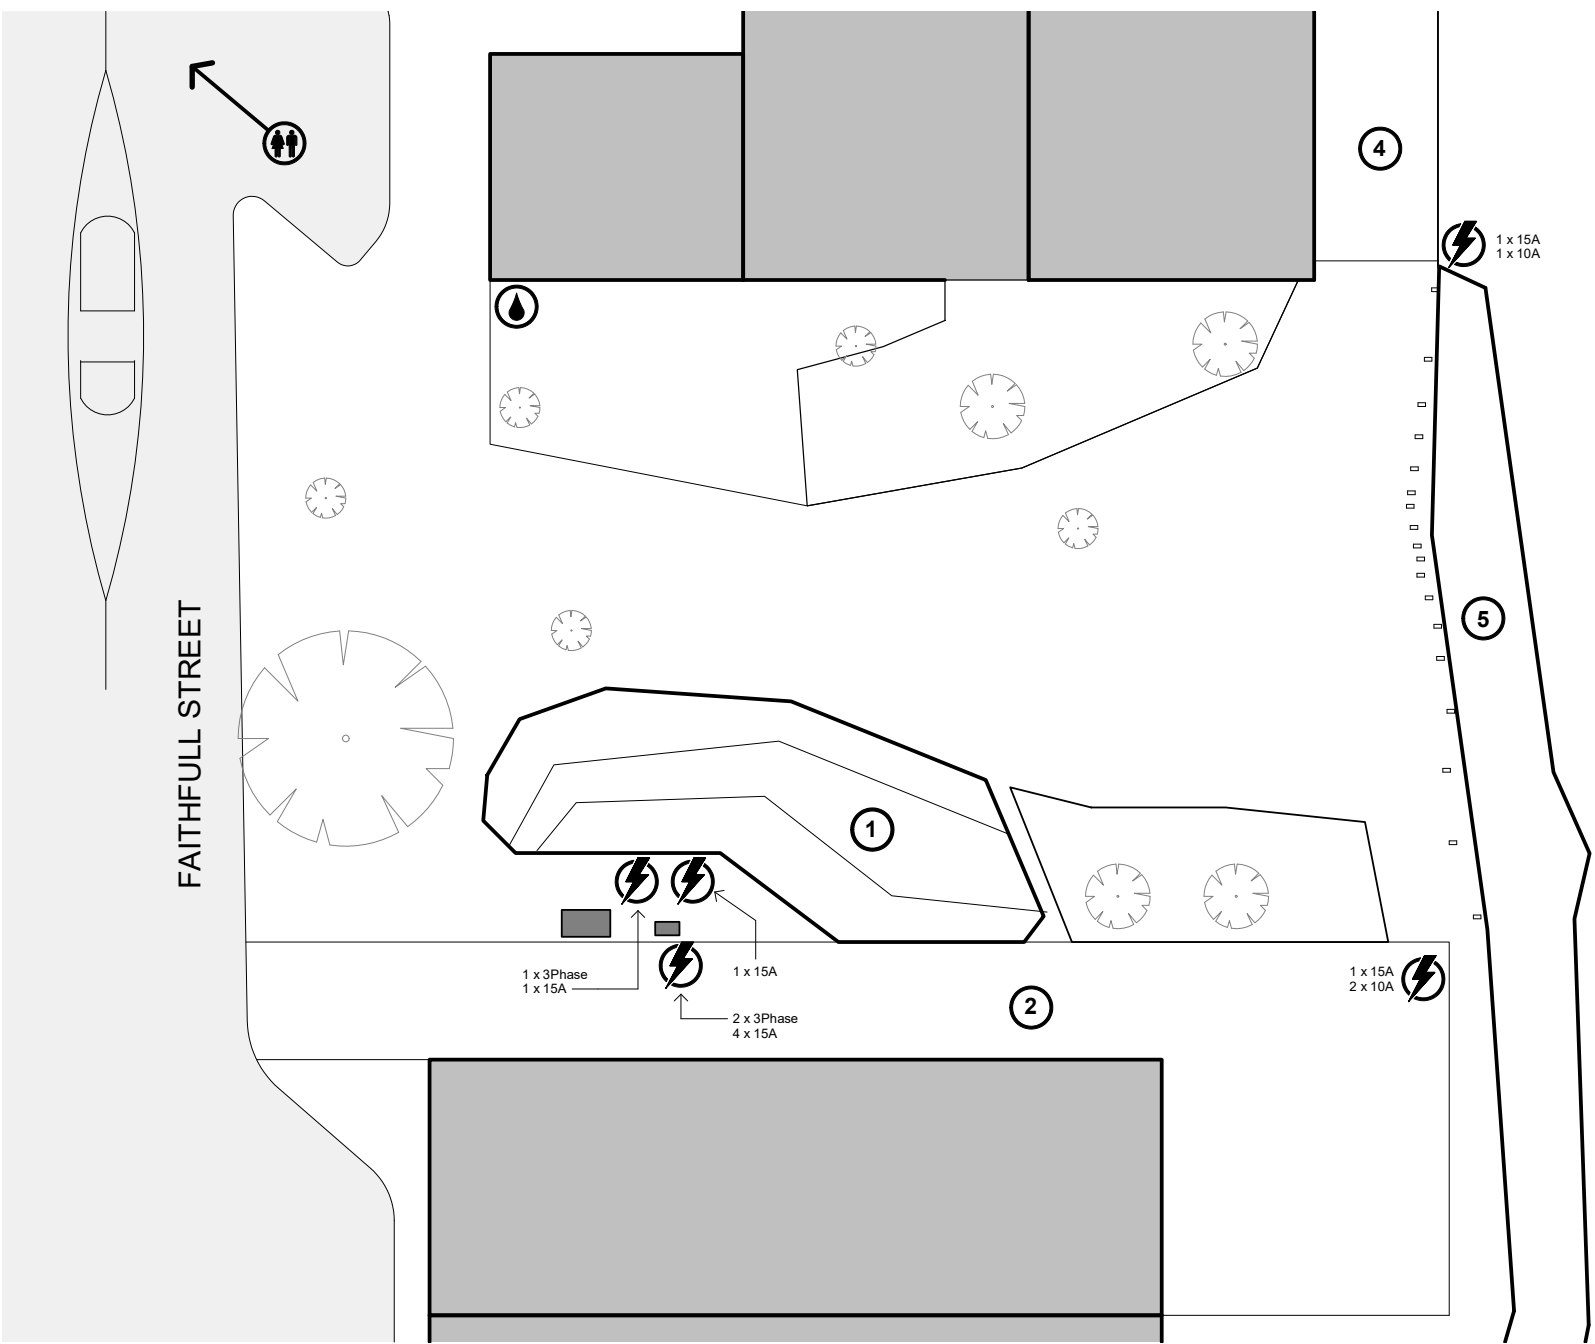 4
1 x 15A
1 x 10A
5
FAITHFULL STREET
1
1 x 3Phase
1 x 15A
1 x 15A
2 x 3Phase
4 x 15A
2
1 x 15A
2 x 10A